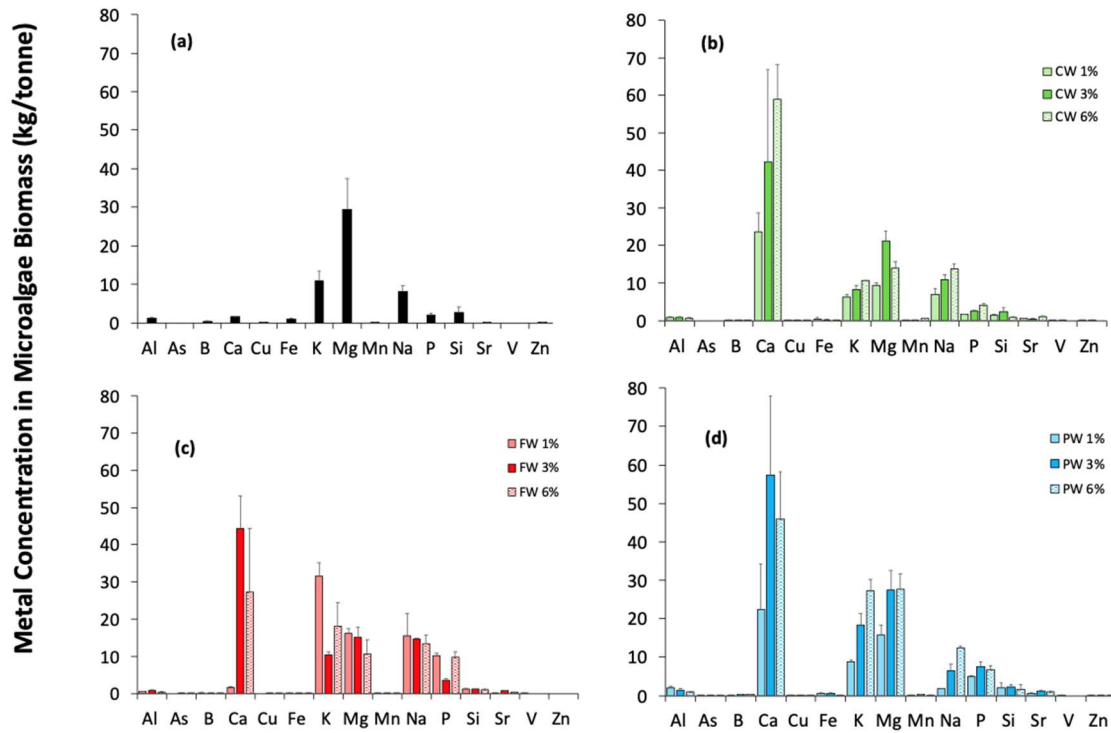 Metal Concentration in Microalgae Biomass (kg/tonne)
(a)
80
70
60
50
40
30
20
10
0
Al As B Ca Cu Fe K Mg Mn Na P Si Sr V Zn
(b)
80
70
60
50
40
30
20
10
0
CW 1%
CW 3%
CW 6%
Al As B Ca Cu Fe K Mg Mn Na P Si Sr V Zn
(c)
80
70
60
50
40
30
20
10
0
FW 1%
FW 3%
FW 6%
Al As B Ca Cu Fe K Mg Mn Na P Si Sr V Zn
(d)
80
70
60
50
40
30
20
10
0
PW 1%
PW 3%
PW 6%
Al As B Ca Cu Fe K Mg Mn Na P Si Sr V Zn